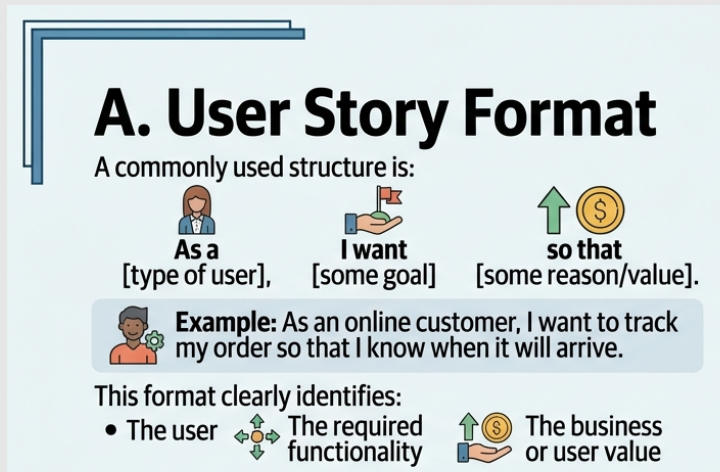 A. User Story Format
A commonly used structure is:
As a
[type of user],
I want
[some goal]
so that
[some reason/value].
Example: As an online customer, I want to track
my order so that I know when it will arrive.
This format clearly identifies:
• The user
The required
functionality
The business
or user value